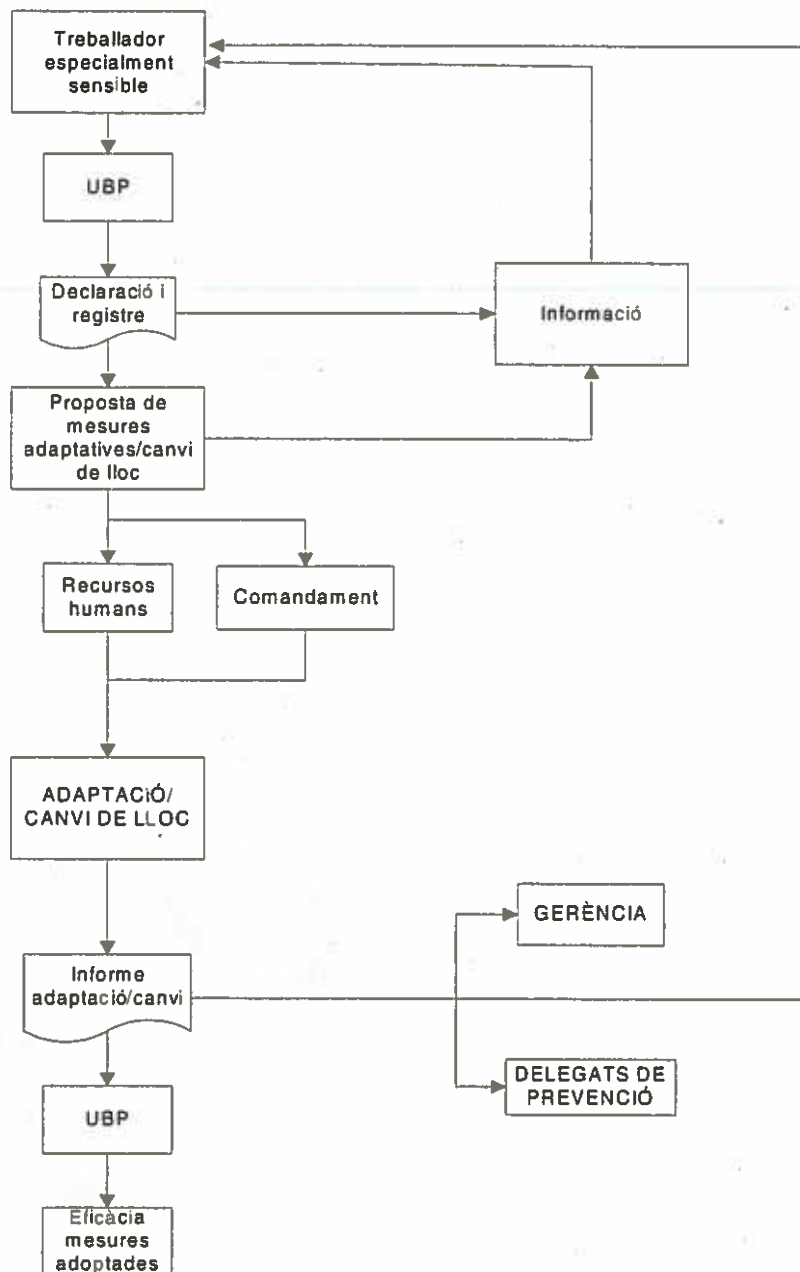 Treballador
especialment
sensible
UBP
Declaració i
registre
Informació
Proposta de
mesures
adaptatives/canvi
de lloc
Recursos
humans
Comandament
ADAPTACIÓ/
CANVI DE LLOC
GERÈNCIA
Informe
adaptació/canvi
DELEGATS DE
PREVENCIÓ
UBP
Eficàcia
mesures
adoptades